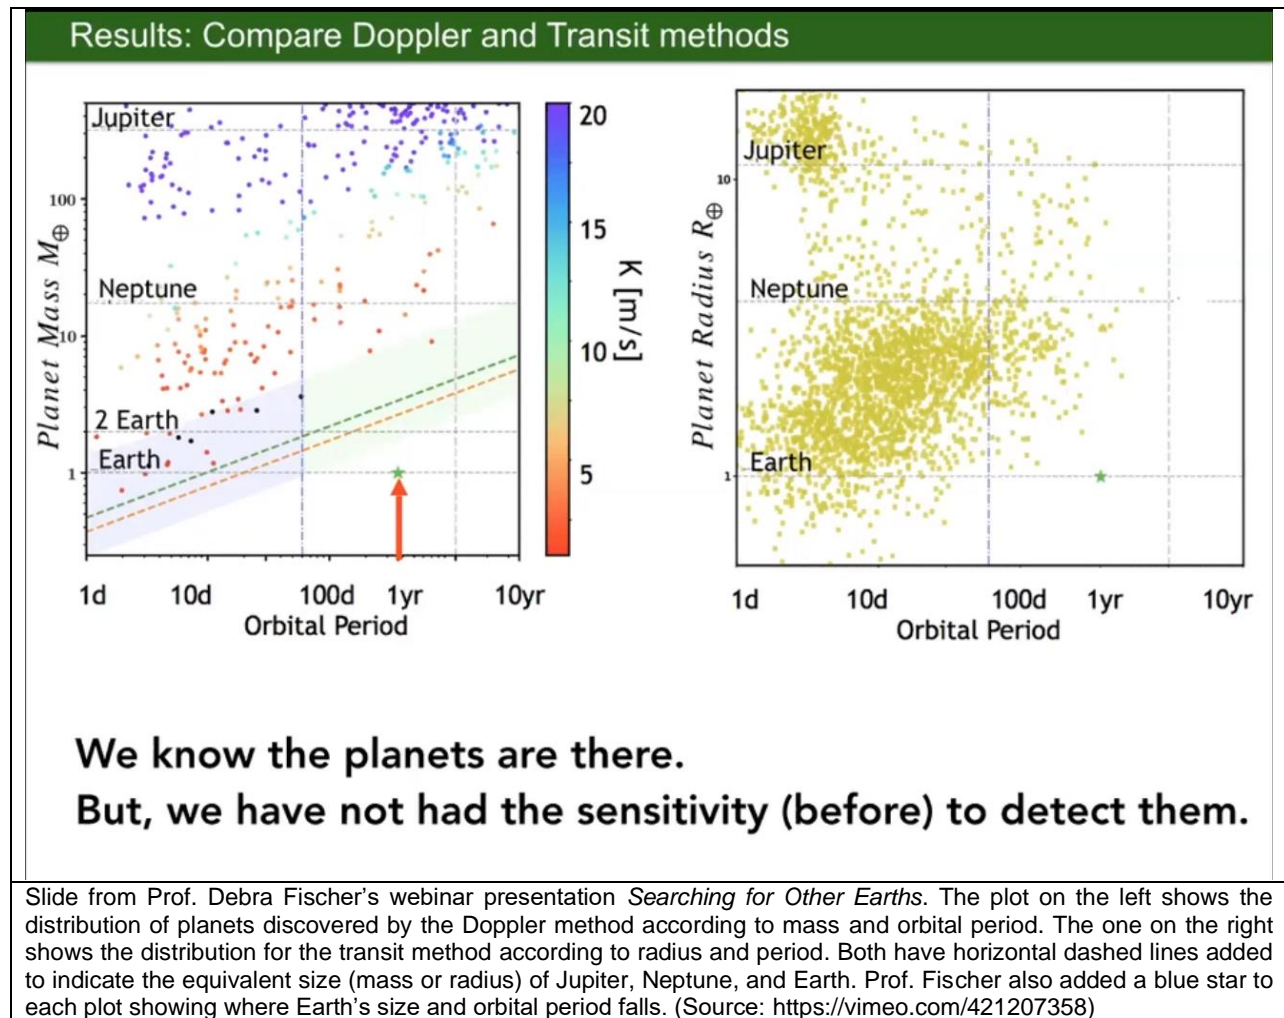 Results: Compare Doppler and Transit methods
Jupiter
Neptune
2 Earth
Earth
100
10
1
Planet Mass M⊕
1d 10d 100d 1yr 10yr
Orbital Period
20
15
10
5
K [m/s]
Jupiter
Neptune
Earth
10
1
Planet Radius R⊕
1d 10d 100d 1yr 10yr
Orbital Period
We know the planets are there.
But, we have not had the sensitivity (before) to detect them.
Slide from Prof. Debra Fischer’s webinar presentation Searching for Other Earths. The plot on the left shows the
distribution of planets discovered by the Doppler method according to mass and orbital period. The one on the right
shows the distribution for the transit method according to radius and period. Both have horizontal dashed lines added
to indicate the equivalent size (mass or radius) of Jupiter, Neptune, and Earth. Prof. Fischer also added a blue star to
each plot showing where Earth’s size and orbital period falls. (Source: https://vimeo.com/421207358)